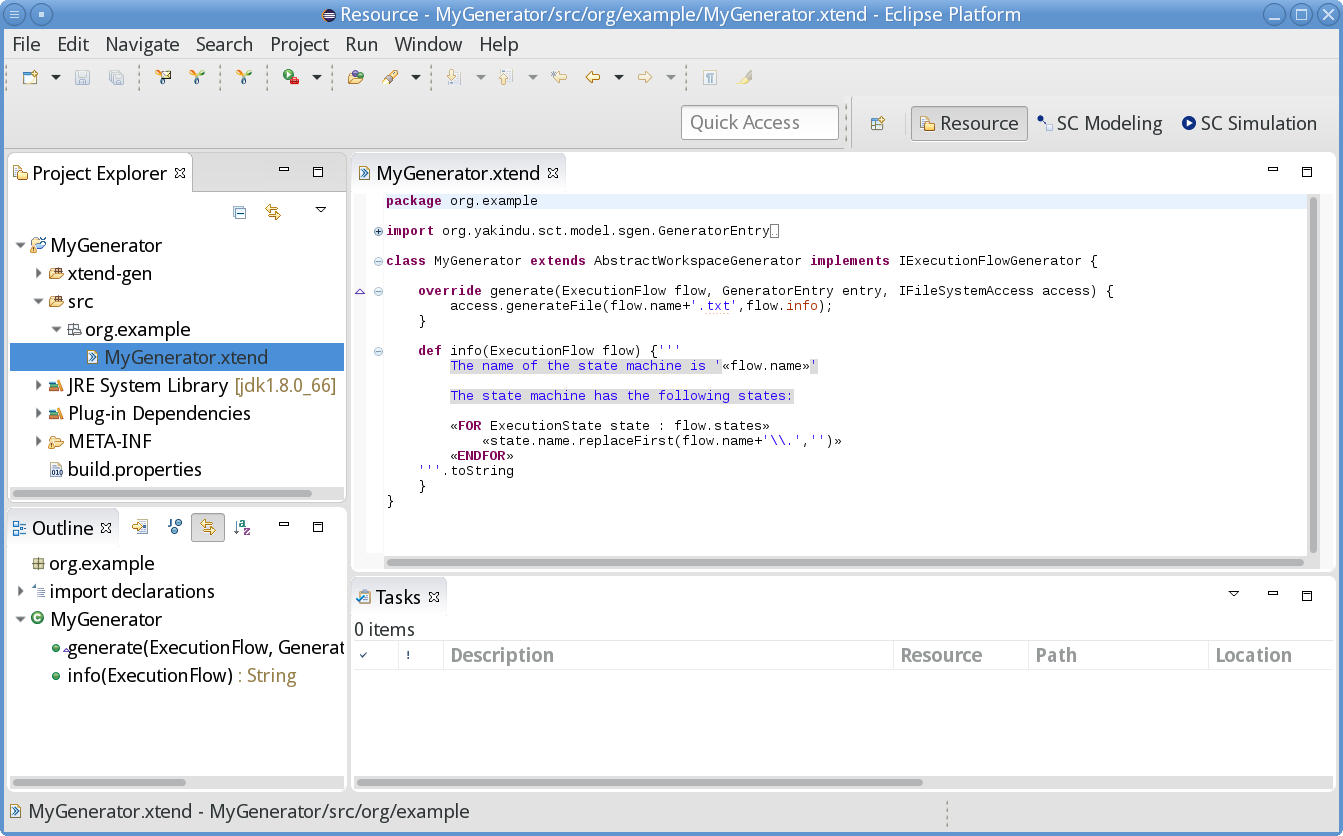 Resource - MyGenerator/src/org/example/MyGenerator.xtend - Eclipse Platform
File Edit Navigate Search Project Run Window Help
Quick Access
Resource
SC Modeling
SC Simulation
Project Explorer
MyGenerator
xtend-gen
src
org.example
MyGenerator.xtend
JRE System Library [jdk1.8.0_66]
Plug-in Dependencies
META-INF
build.properties
MyGenerator.xtend
package org.example
import org.yakindu.sct.model.sgen.GeneratorEntry
class MyGenerator extends AbstractWorkspaceGenerator implements IExecutionFlowGenerator {
override generate(ExecutionFlow flow, GeneratorEntry entry, IFileSystemAccess access) {
access.generateFile(flow.name+'.txt',flow.info);
}
def info(ExecutionFlow flow) {'''
The name of the state machine is '«flow.name»'
The state machine has the following states:
«FOR ExecutionState state : flow.states»
«state.name.replaceFirst(flow.name+'\\.','')»
«ENDFOR»
'''.toString
}
}
Outline
org.example
import declarations
MyGenerator
generate(ExecutionFlow, Generat
info(ExecutionFlow) : String
Tasks
0 items
! Description Resource Path Location
MyGenerator.xtend - MyGenerator/src/org/example